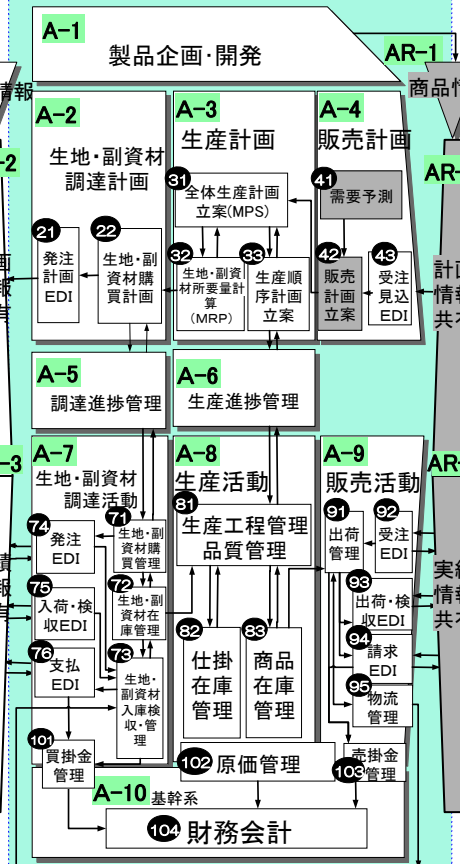 A-1
製品企画・開発
AR-1
情報
商品情
A-2
生地・副資材
調達計画
A-3
生産計画
A-4
販売計画
-2
AR-
31
全体生産計画
立案(MPS)
41
需要予測
21
発注
計画
EDI
22
生地・副
資材購
買計画
32
生地・副資
材所要量計
算
(MRP)
33
生産順
序計画
立案
42
販売
計画
立案
43
受注
見込
EDI
画
報
有
計画
情報
共有
A-5
調達進捗管理
A-6
生産進捗管理
A-7
生地・副資材
調達活動
A-8
生産活動
A-9
販売活動
-3
AR-
74
発注
EDI
71
生地・副
資材購
買管理
81
生産工程管理
品質管理
91
出荷
管理
92
受注
EDI
75
入荷・検
収EDI
72
生地・副
資材在
庫管理
93
出荷・検
収EDI
76
支払
EDI
73
生地・
副資材
入庫検
収・管
理
82
仕掛
在庫
管理
83
商品
在庫
管理
94
請求
EDI
95
物流
管理
績
報
有
実績
情報
共有
101
買掛金
管理
102
原価管理
103
売掛金
管理
A-10
基幹系
104
財務会計